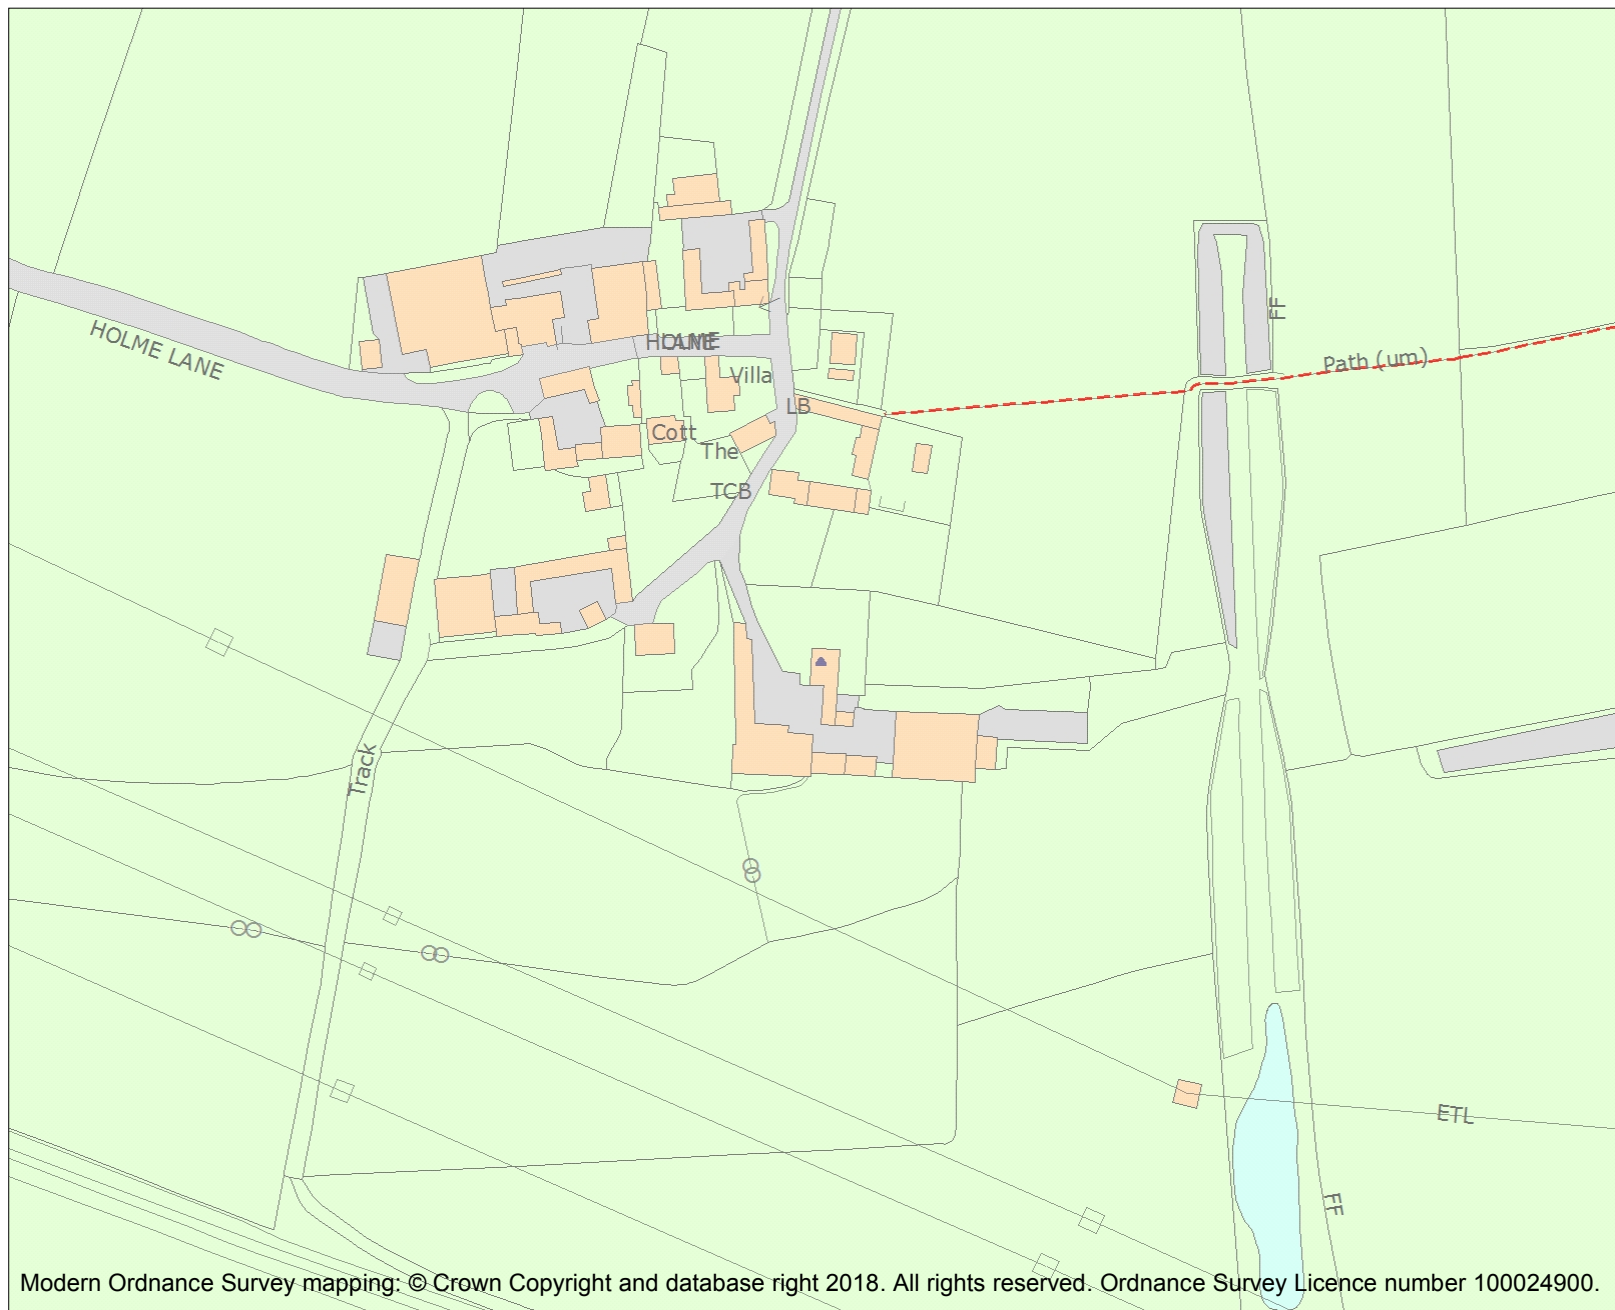 FF
HOLME LANE
HOLME
LANE
Path (um)
Villa
LB
Cott
The
TCB
Track
ETL
FF
Modern Ordnance Survey mapping: © Crown Copyright and database right 2018. All rights reserved. Ordnance Survey Licence number 100024900.